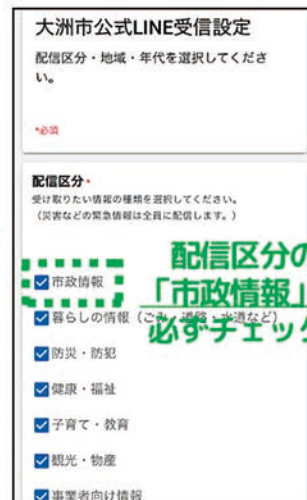 大洲市公式LINE受信設定
配信区分・地域・年代を選択してくださ
い。
*必須
配信区分*
受け取りたい情報の種類を選択してください。
（災害などの緊急情報は全員に配信します。）
配信区分の
市政情報
「市政情報」
暮らしの情報（ごみ・道路・水道など）
必ずチェック
防災・防犯
健康・福祉
子育て・教育
観光・物産
事業者向け情報